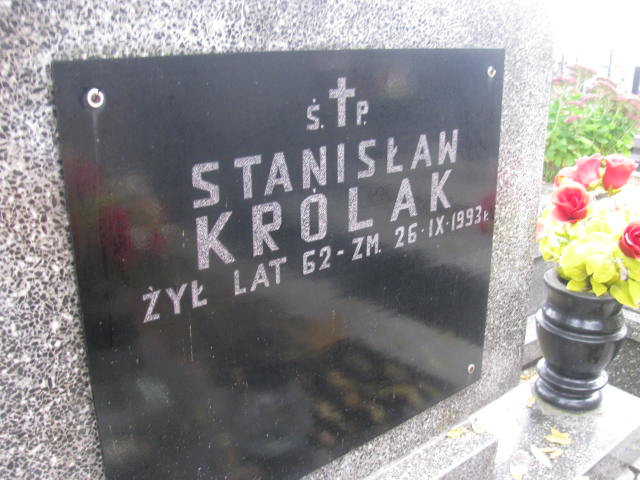 Ś. ✝ P.
STANISŁAW
KRÓLAK
ŻYŁ LAT 62 - ZM. 26·IX·1993 R.